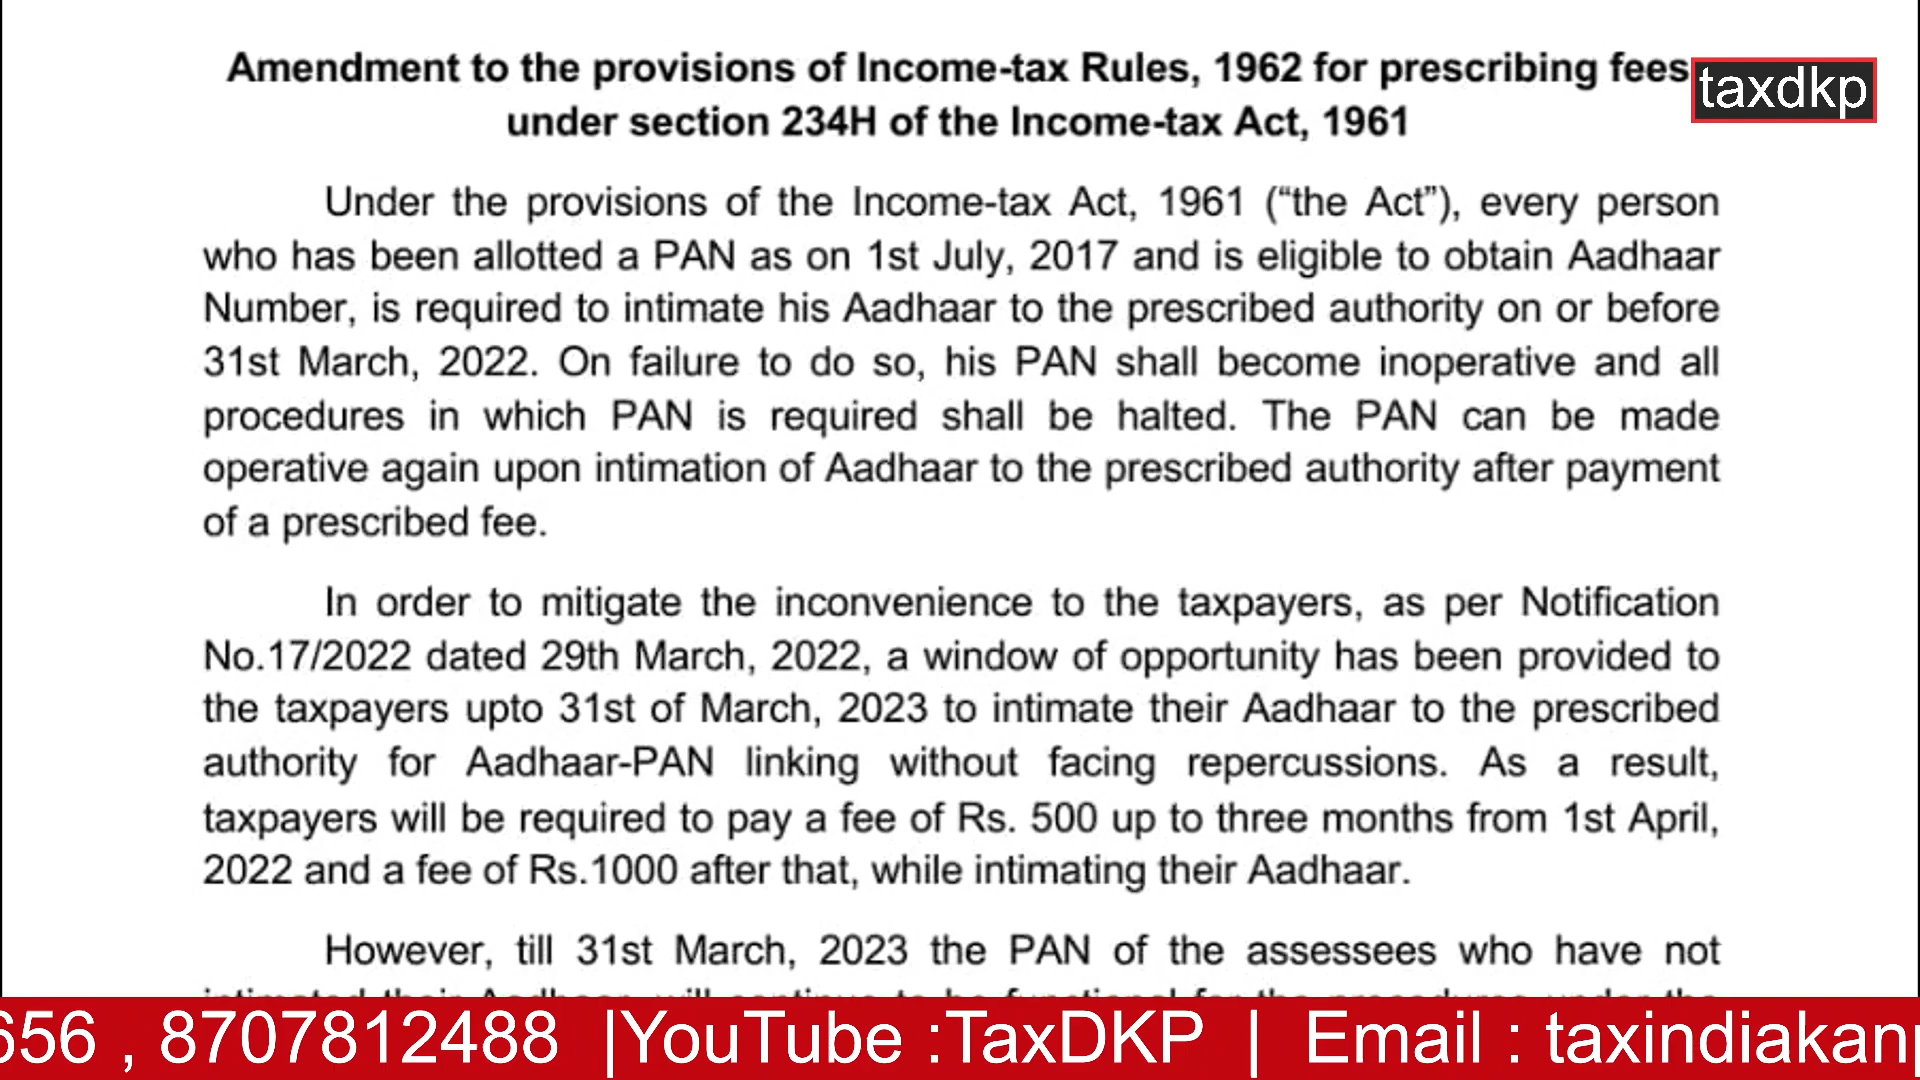 Amendment to the provisions of Income-tax Rules, 1962 for prescribing fees
taxdkp
under section 234H of the Income-tax Act, 1961
Under the provisions of the Income-tax Act, 1961 (“the Act”), every person
who has been allotted a PAN as on 1st July, 2017 and is eligible to obtain Aadhaar
Number, is required to intimate his Aadhaar to the prescribed authority on or before
31st March, 2022. On failure to do so, his PAN shall become inoperative and all
procedures in which PAN is required shall be halted. The PAN can be made
operative again upon intimation of Aadhaar to the prescribed authority after payment
of a prescribed fee.
In order to mitigate the inconvenience to the taxpayers, as per Notification
No.17/2022 dated 29th March, 2022, a window of opportunity has been provided to
the taxpayers upto 31st of March, 2023 to intimate their Aadhaar to the prescribed
authority for Aadhaar-PAN linking without facing repercussions. As a result,
taxpayers will be required to pay a fee of Rs. 500 up to three months from 1st April,
2022 and a fee of Rs.1000 after that, while intimating their Aadhaar.
However, till 31st March, 2023 the PAN of the assessees who have not
656 , 8707812488 |YouTube :TaxDKP | Email : taxindiakanp